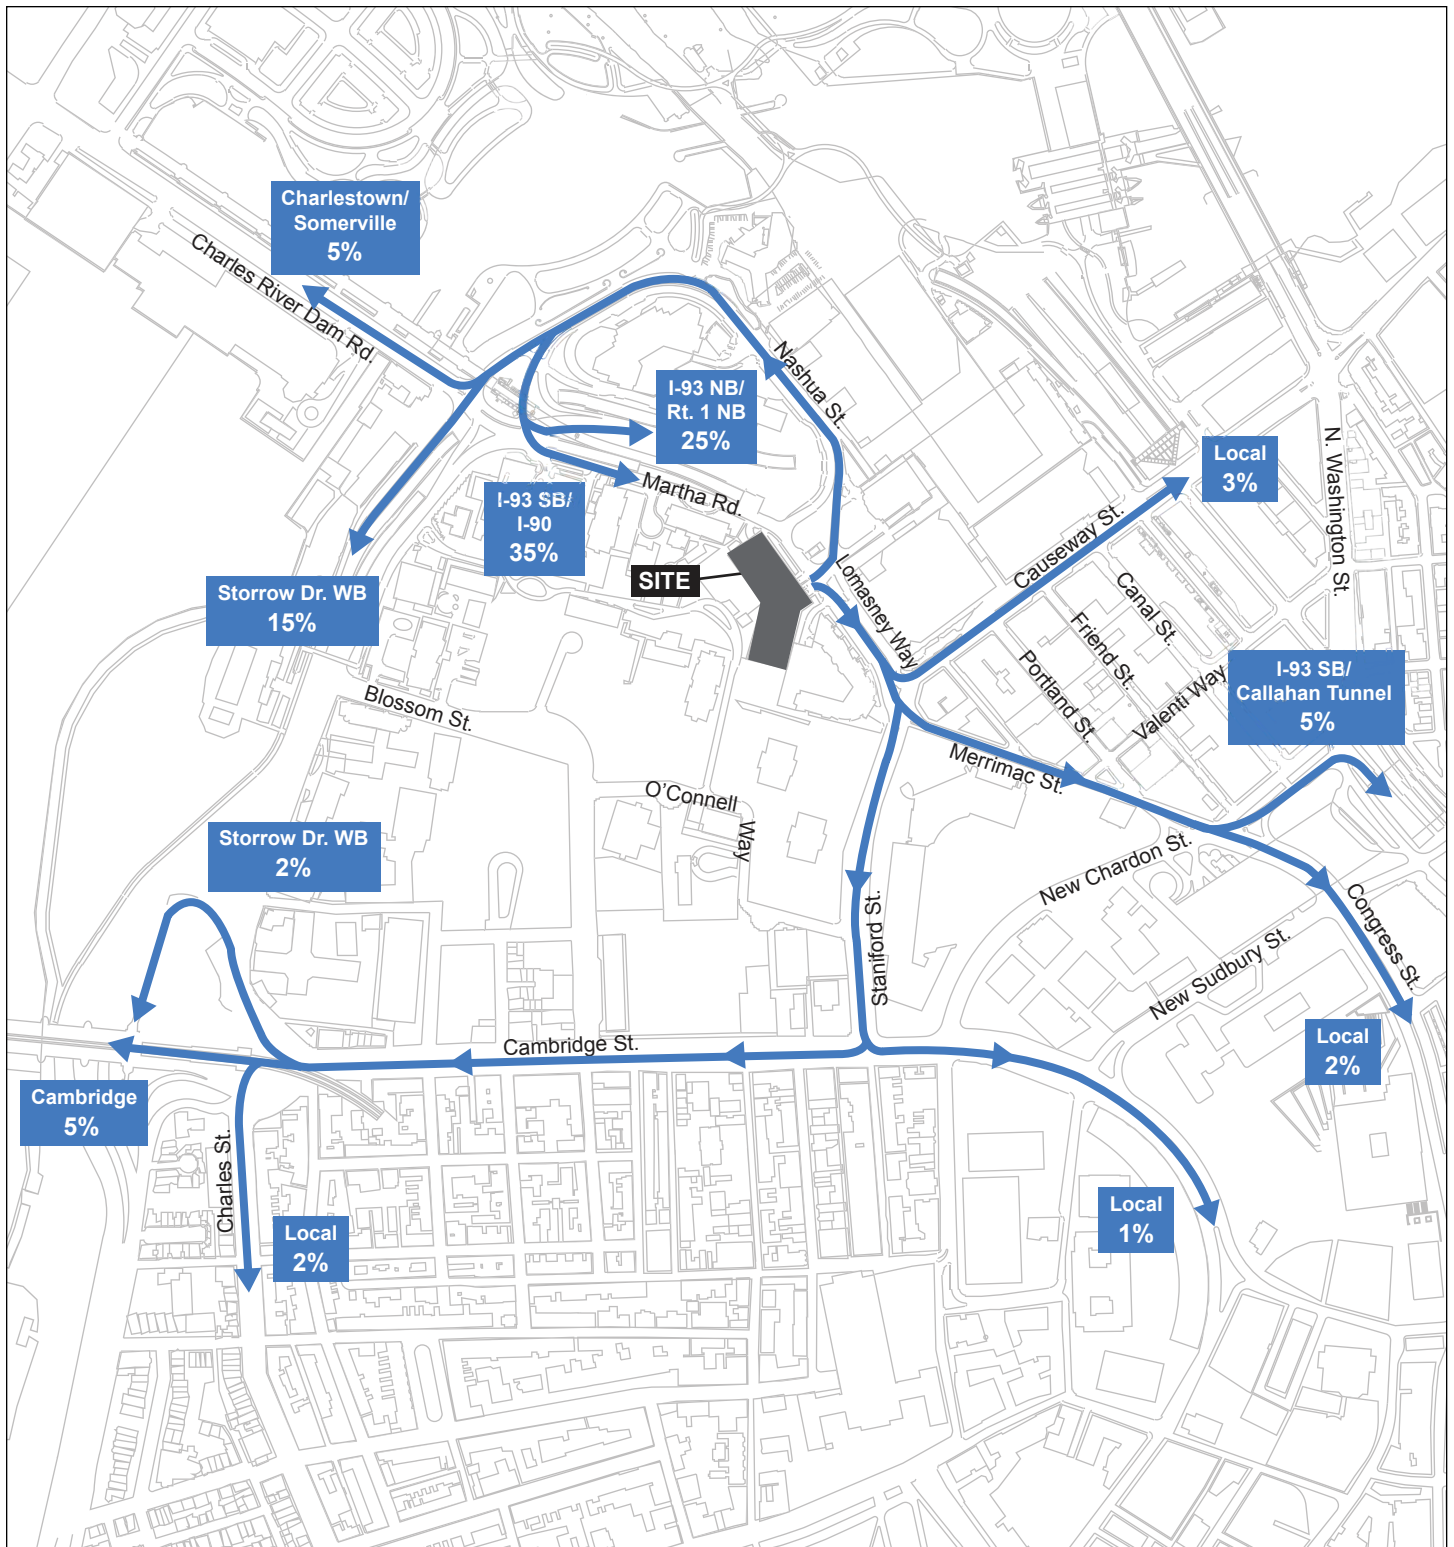 Charlestown/
Somerville
5%
Charles River Dam Rd.
Nashua St.
I-93 NB/
Rt. 1 NB
25%
Martha Rd.
I-93 SB/
I-90
35%
Local
3%
N. Washington St.
Causeway St.
SITE
Lomasney Way
Storrow Dr. WB
15%
Canal St.
Friend St.
Portland St.
Valenti Way
I-93 SB/
Callahan Tunnel
5%
Blossom St.
Merrimac St.
O'Connell
Way
Storrow Dr. WB
2%
New Chardon St.
Congress St.
Staniford St.
New Sudbury St.
Cambridge St.
Local
2%
Cambridge
5%
Charles St.
Local
2%
Local
1%